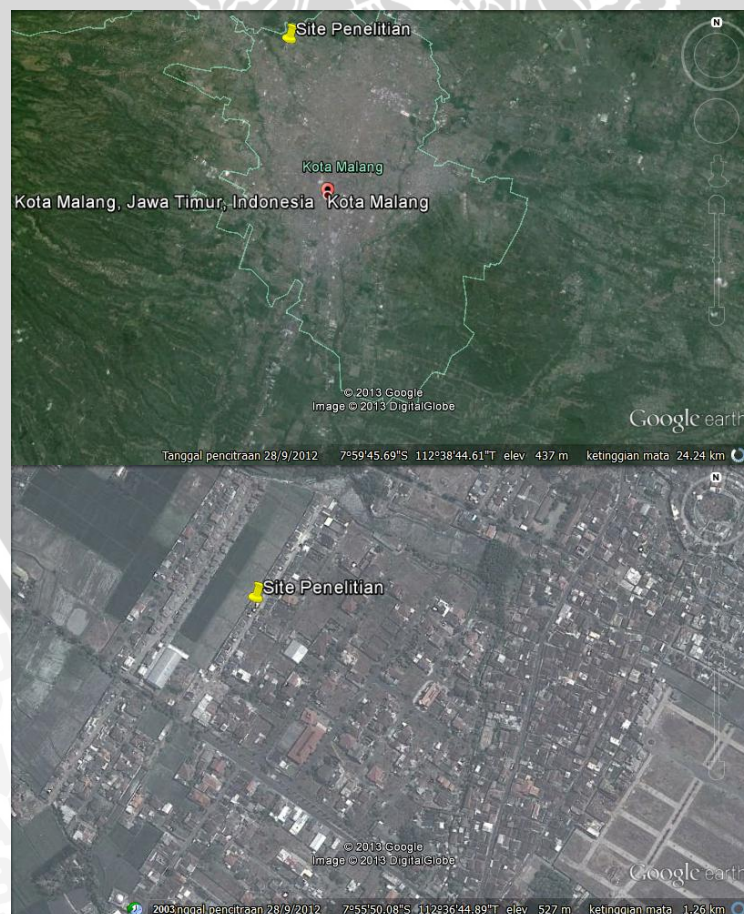 N
Site Penelitian
Kota Malang
Kota Malang, Jawa Timur, Indonesia Kota Malang
© 2013 Google
Image © 2013 DigitalGlobe
Google earth
Tanggal pencitraan 28/9/2012 7°59'45.69"S 112°38'44.61"T elev 437 m ketinggian mata 24.24 km
N
Site Penelitian
© 2013 Google
Image © 2013 DigitalGlobe
Google earth
2003 nggal pencitraan 28/9/2012 7°55'50.08"S 112°36'44.89"T elev 527 m ketinggian mata 1.26 km